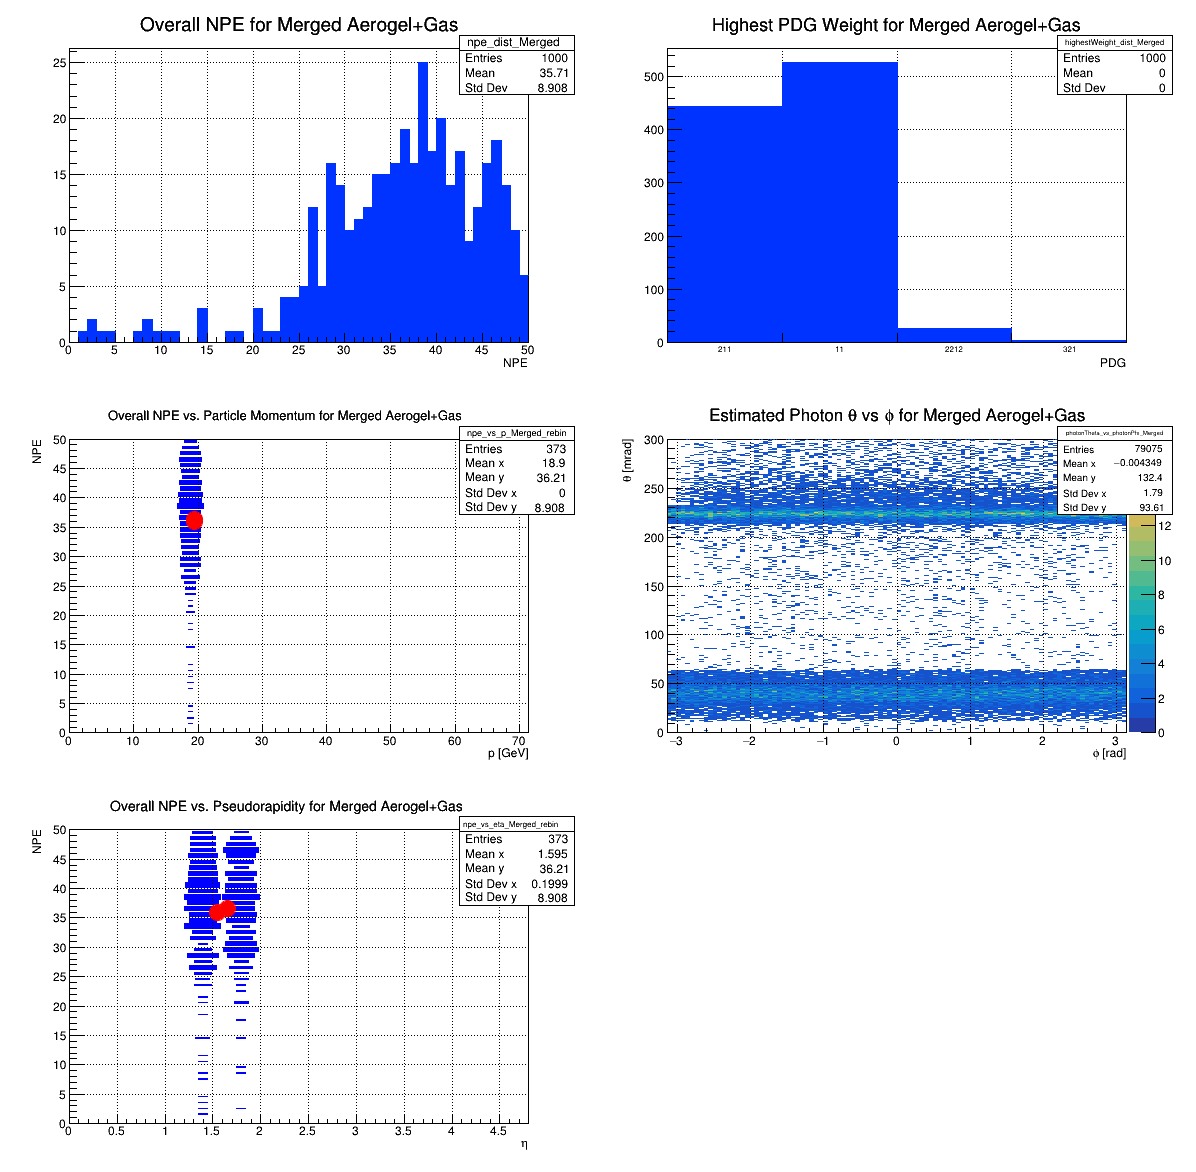 Overall NPE for Merged Aerogel+Gas
npe_dist_Merged
Entries 1000
Mean 35.71
Std Dev 8.908
25
20
15
10
5
0
0 5 10 15 20 25 30 35 40 45 50
NPE
Highest PDG Weight for Merged Aerogel+Gas
highestWeight_dist_Merged
Entries 1000
Mean 0
Std Dev 0
500
400
300
200
100
0
211 11 2212 321
PDG
Overall NPE vs. Particle Momentum for Merged Aerogel+Gas
npe_vs_p_Merged_rebin
Entries 373
Mean x 18.9
Mean y 36.21
Std Dev x 0
Std Dev y 8.908
NPE
50
45
40
35
30
25
20
15
10
5
0
0 10 20 30 40 50 60 70
p [GeV]
Estimated Photon θ vs ϕ for Merged Aerogel+Gas
photonTheta_vs_photonPhi_Merged
Entries 79075
Mean x −0.004349
Mean y 132.4
Std Dev x 1.79
Std Dev y 93.61
θ [mrad]
300
250
200
150
100
50
0
−3 −2 −1 0 1 2 3
ϕ [rad]
12
10
8
6
4
2
0
Overall NPE vs. Pseudorapidity for Merged Aerogel+Gas
npe_vs_eta_Merged_rebin
Entries 373
Mean x 1.595
Mean y 36.21
Std Dev x 0.1999
Std Dev y 8.908
NPE
50
45
40
35
30
25
20
15
10
5
0
0 0.5 1 1.5 2 2.5 3 3.5 4 4.5
η